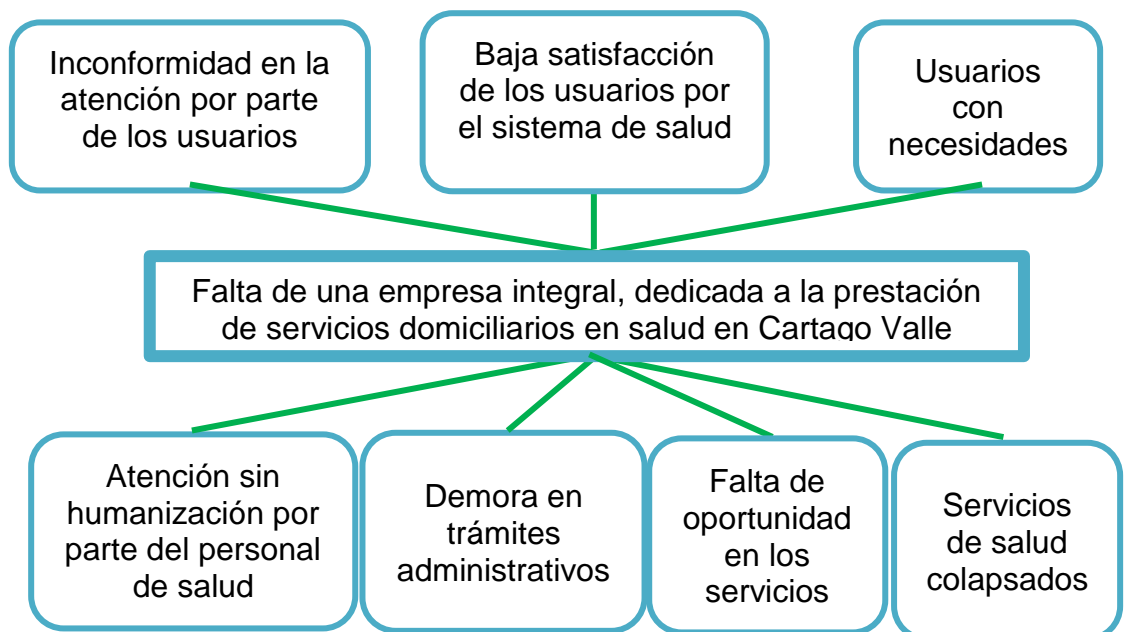 Inconformidad en la
atención por parte
de los usuarios
Baja satisfacción
de los usuarios por
el sistema de salud
Usuarios
con
necesidades
Falta de una empresa integral, dedicada a la prestación
de servicios domiciliarios en salud en Cartago Valle
Atención sin
humanización por
parte del personal
de salud
Demora en
trámites
administrativos
Falta de
oportunidad
en los
servicios
Servicios
de salud
colapsados